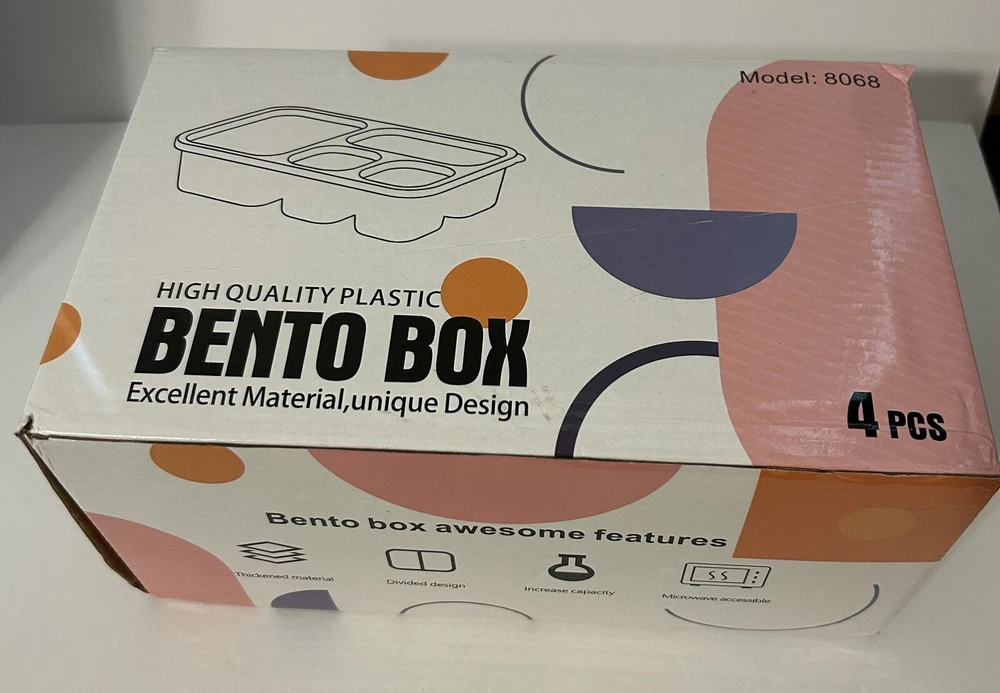 Model: 8068
HIGH QUALITY PLASTIC
BENTO BOX
Excellent Material,unique Design
4 PCS
Bento box awesome features
Thickened material
Divided design
Increase capacity
Microwave accessible